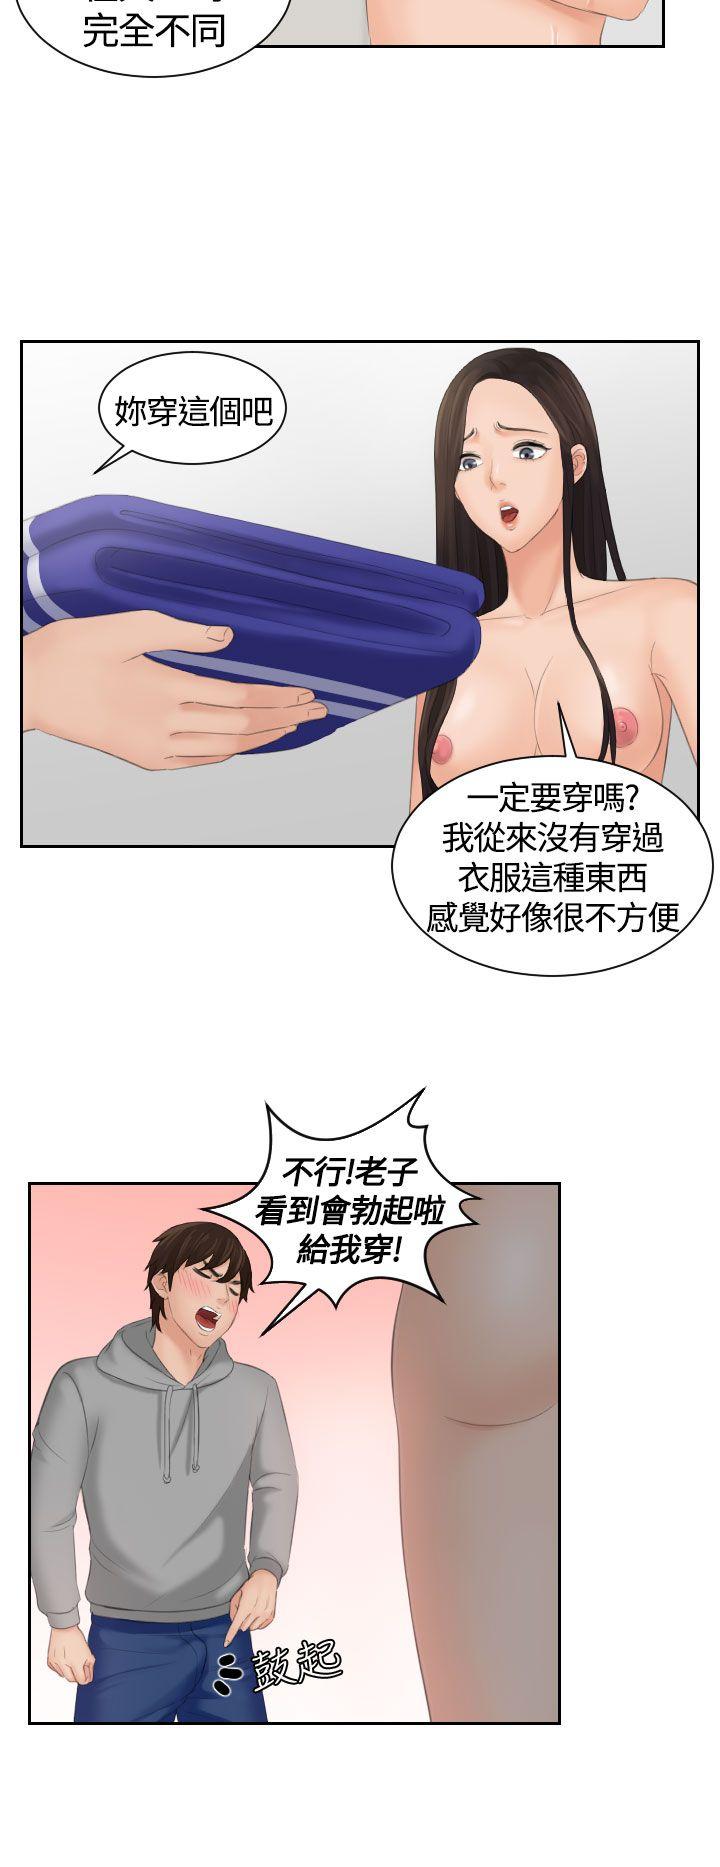 完全不同
妳穿這個吧
一定要穿嗎?
我從來沒有穿過
衣服這種東西
感覺好像很不方便
不行!老子
看到會勃起啦
給我穿!
鼓起